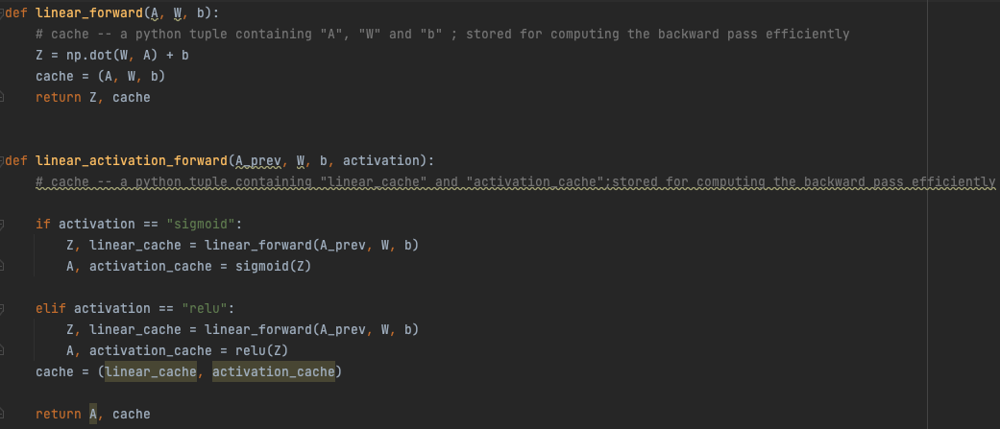 def linear_forward(A, W, b):
    # cache -- a python tuple containing "A", "W" and "b" ; stored for computing the backward pass efficiently
    Z = np.dot(W, A) + b
    cache = (A, W, b)
    return Z, cache
def linear_activation_forward(A_prev, W, b, activation):
    # cache -- a python tuple containing "linear_cache" and "activation_cache";stored for computing the backward pass efficiently
    if activation == "sigmoid":
        Z, linear_cache = linear_forward(A_prev, W, b)
        A, activation_cache = sigmoid(Z)
    elif activation == "relu":
        Z, linear_cache = linear_forward(A_prev, W, b)
        A, activation_cache = relu(Z)
    cache = (linear_cache, activation_cache)
    return A, cache